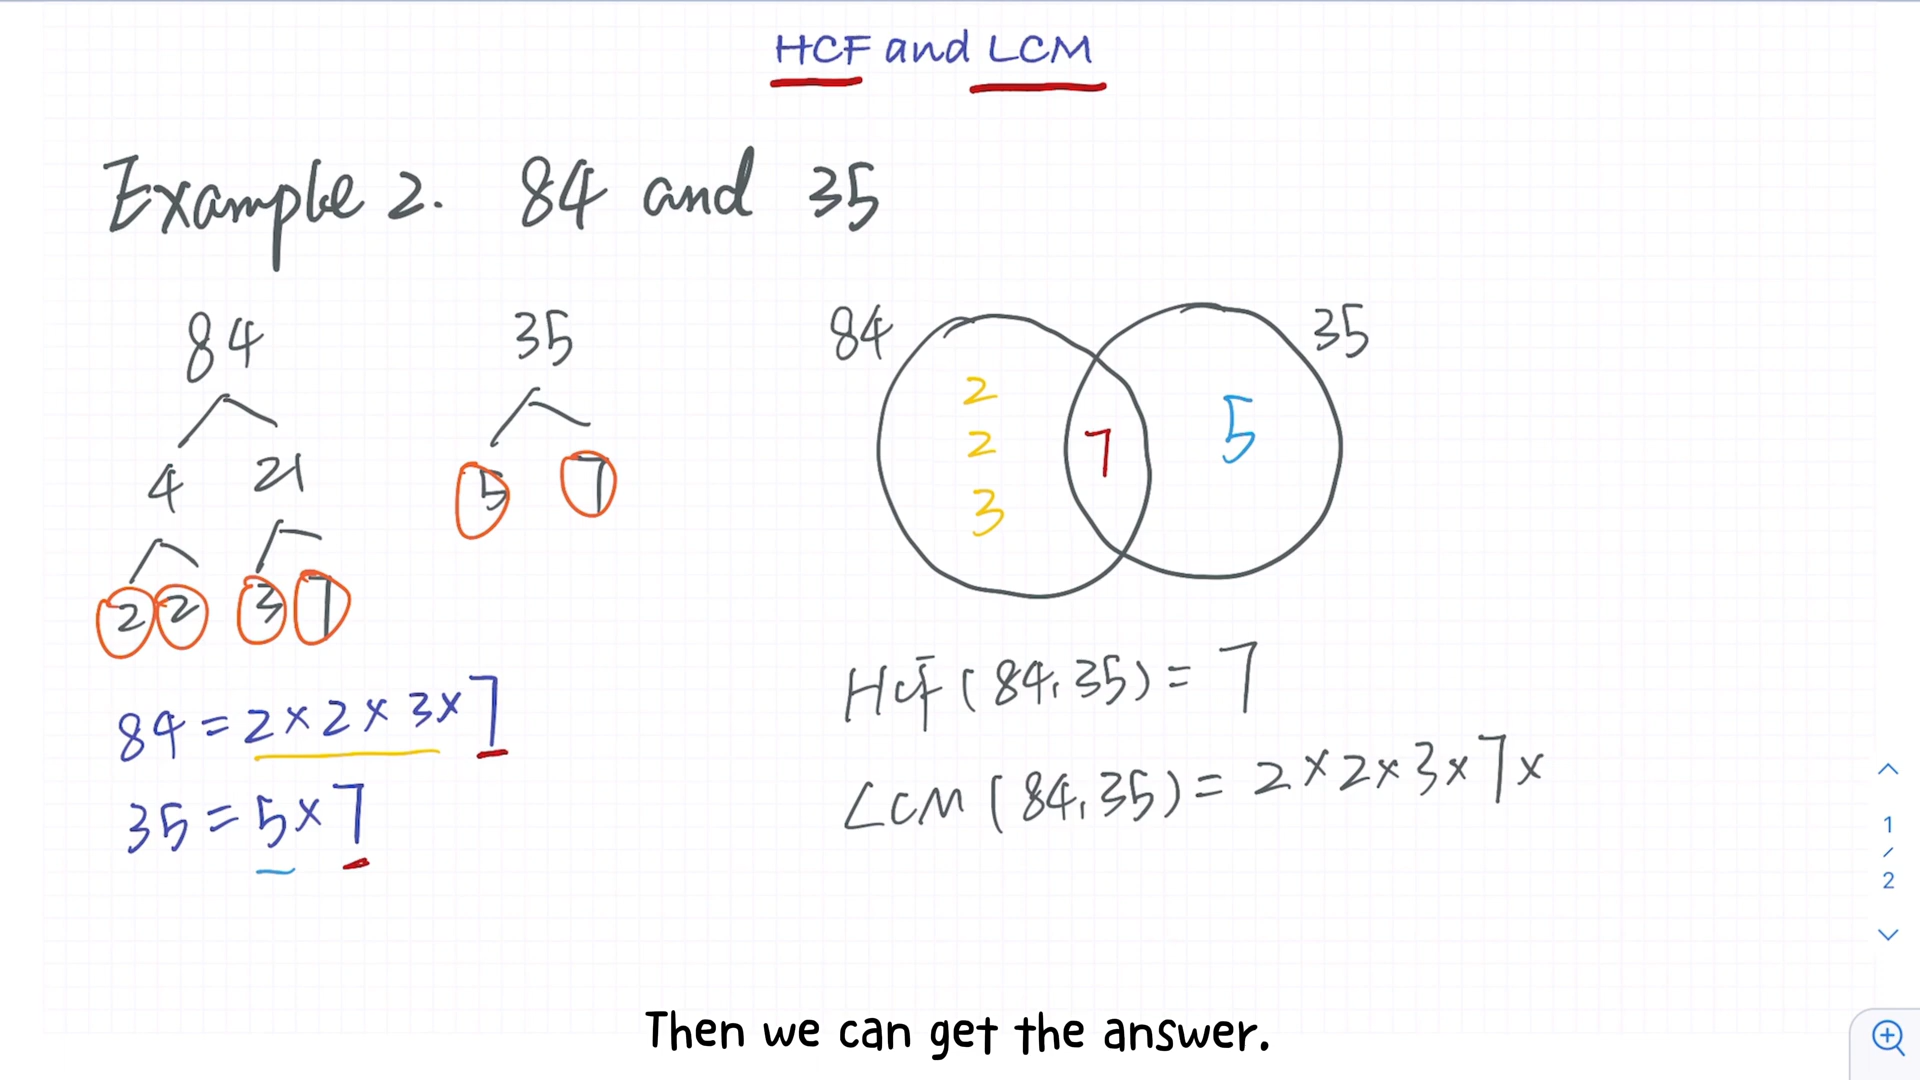 HCF and LCM
Example 2. 84 and 35
84
4 21
2 2 3 7
35
5 7
84 = 2 × 2 × 3 × 7
35 = 5 × 7
84
35
2
2
3
7
5
HCF (84, 35) = 7
LCM (84, 35) = 2 × 2 × 3 × 7 ×
1
/
2
Then we can get the answer.